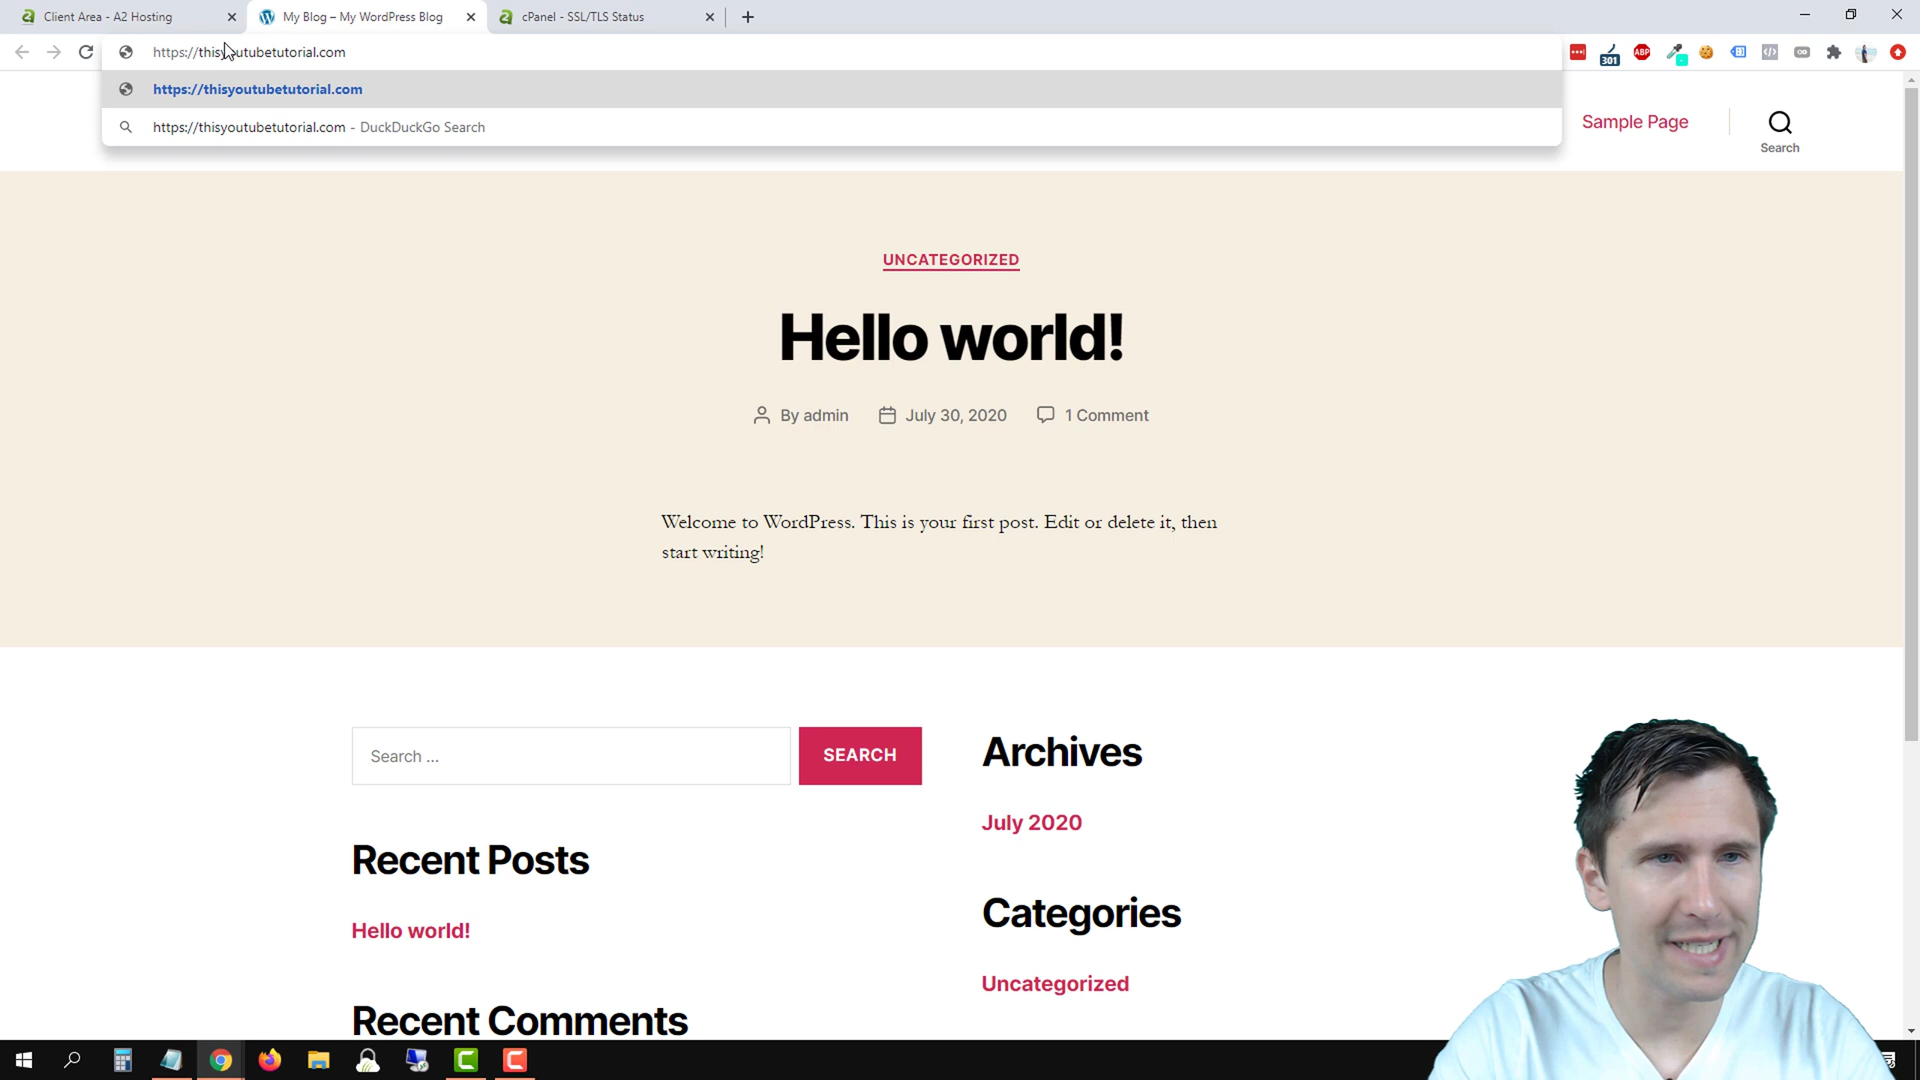 Client Area - A2 Hosting
My Blog – My WordPress Blog
cPanel - SSL/TLS Status
https://thisyoutubetutorial.com
301
ABP
https://thisyoutubetutorial.com
https://thisyoutubetutorial.com - DuckDuckGo Search
Sample Page
Search
UNCATEGORIZED
Hello world!
By admin
July 30, 2020
1 Comment
Welcome to WordPress. This is your first post. Edit or delete it, then
start writing!
Search ...
SEARCH
Archives
July 2020
Recent Posts
Categories
Hello world!
Uncategorized
Recent Comments